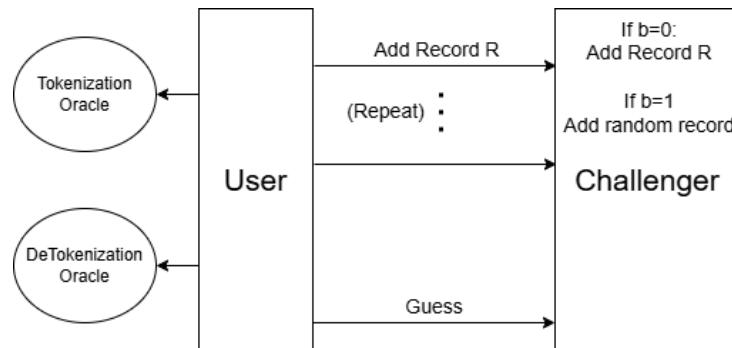 Tokenization
Oracle
DeTokenization
Oracle
User
Add Record R
(Repeat)
Guess
If b=0:
Add Record R
If b=1
Add random record
Challenger